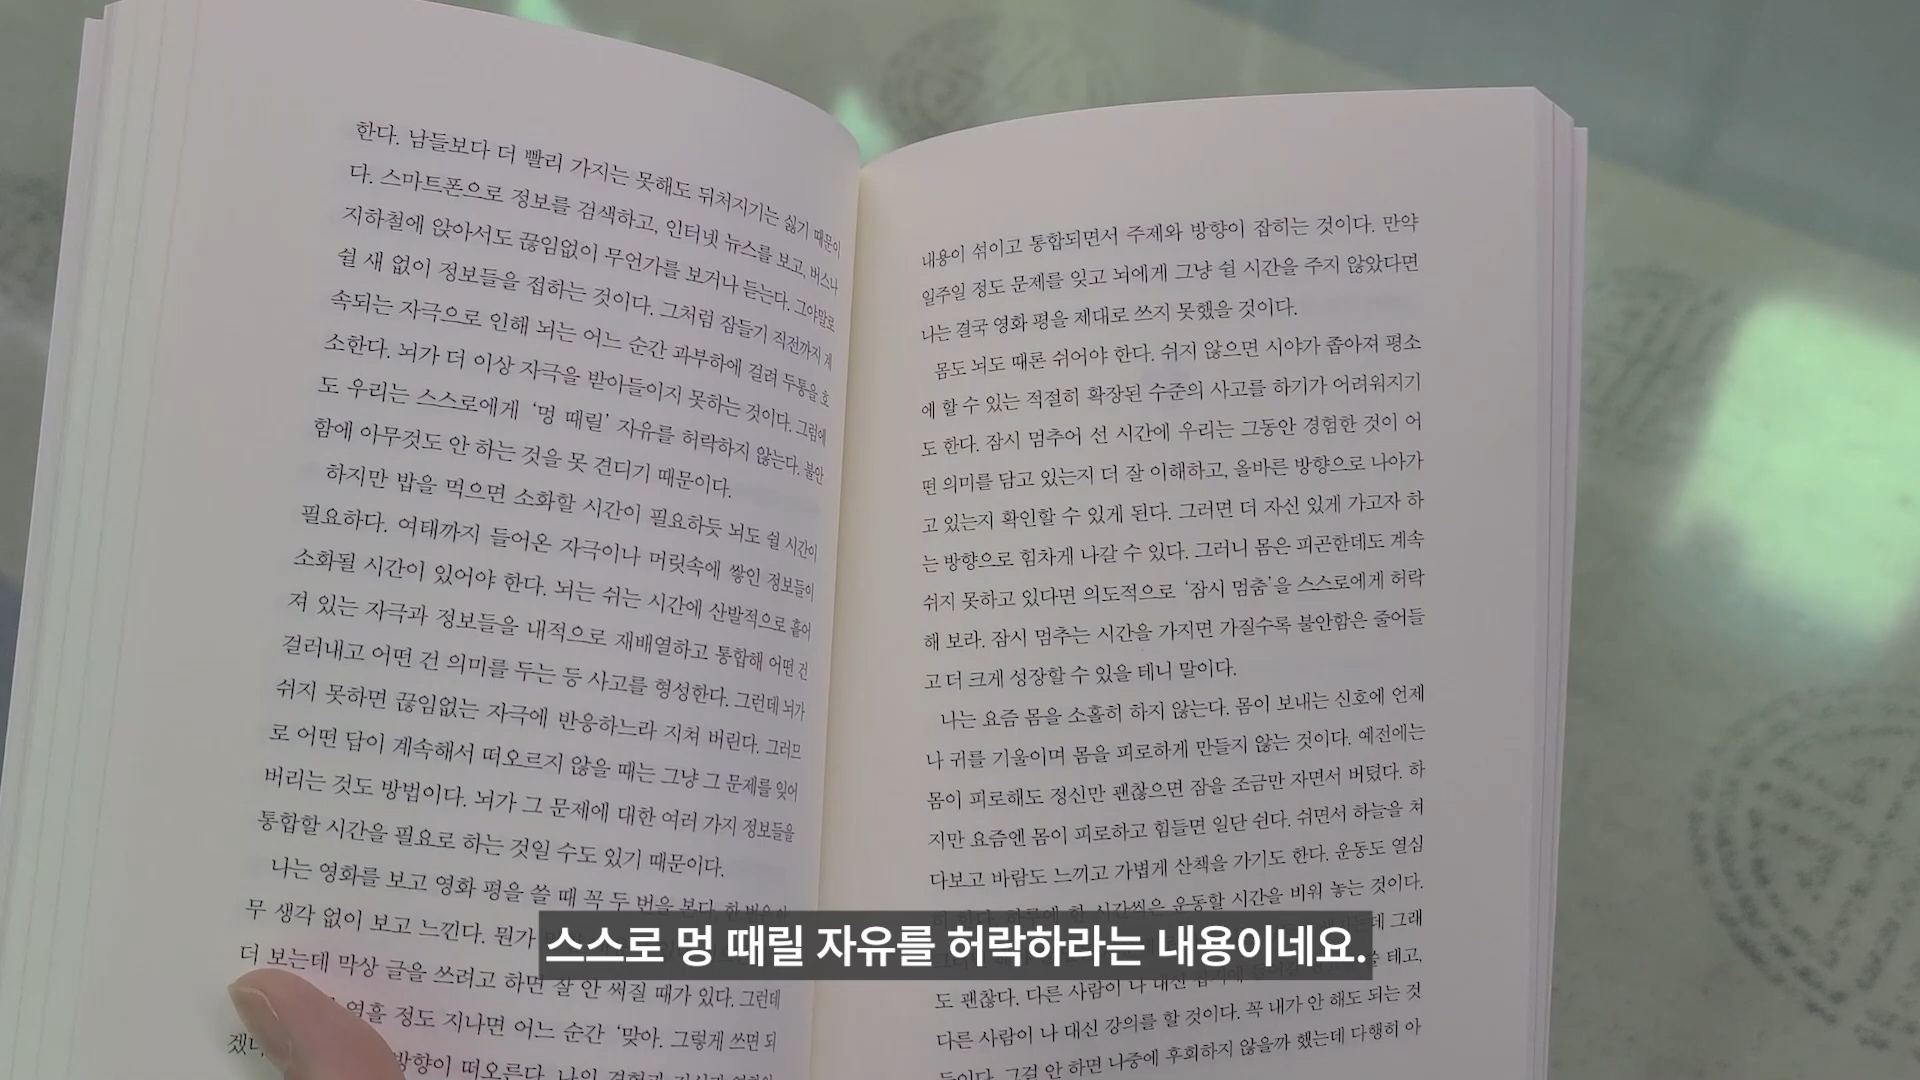 한다. 남들보다 더 빨리 가지는 못해도 뒤처지기는 싫기 때문이
다. 스마트폰으로 정보를 검색하고, 인터넷 뉴스를 보고, 버스나
지하철에 앉아서도 끊임없이 무언가를 보거나 듣는다. 그야말로
쉴 새 없이 정보들을 접하는 것이다. 그처럼 잠들기 직전까지 계
속되는 자극으로 인해 뇌는 어느 순간 과부하에 걸려 두통을 호
소한다. 뇌가 더 이상 자극을 받아들이지 못하는 것이다. 그럼에
도 우리는 스스로에게 ‘멍 때릴’ 자유를 허락하지 않는다. 불안
함에 아무것도 안 하는 것을 못 견디기 때문이다.
하지만 밥을 먹으면 소화할 시간이 필요하듯 뇌도 쉴 시간이
필요하다. 여태까지 들어온 자극이나 머릿속에 쌓인 정보들이
소화될 시간이 있어야 한다. 뇌는 쉬는 시간에 산발적으로 흩어
져 있는 자극과 정보들을 내적으로 재배열하고 통합해 어떤 건
걸러내고 어떤 건 의미를 두는 등 사고를 형성한다. 그런데 뇌가
쉬지 못하면 끊임없는 자극에 반응하느라 지쳐 버린다. 그러므
로 어떤 답이 계속해서 떠오르지 않을 때는 그냥 그 문제를 잊어
버리는 것도 방법이다. 뇌가 그 문제에 대한 여러 가지 정보들을
통합할 시간을 필요로 하는 것일 수도 있기 때문이다.
나는 영화를 보고 영화 평을 쓸 때 꼭 두 번을 본다. 한 번은 아
무 생각 없이 보고 느낀다. 뭔가
더 보는데 막상 글을 쓰려고 하면 잘 안 써질 때가 있다. 그런데
열흘 정도 지나면 어느 순간 ‘맞아. 그렇게 쓰면 되
방향이 떠오른다. 나의
내용이 섞이고 통합되면서 주제와 방향이 잡히는 것이다. 만약
일주일 정도 문제를 잊고 뇌에게 그냥 쉴 시간을 주지 않았다면
나는 결국 영화 평을 제대로 쓰지 못했을 것이다.
몸도 뇌도 때론 쉬어야 한다. 쉬지 않으면 시야가 좁아져 평소
에 할 수 있는 적절히 확장된 수준의 사고를 하기가 어려워지기
도 한다. 잠시 멈추어 선 시간에 우리는 그동안 경험한 것이 어
떤 의미를 담고 있는지 더 잘 이해하고, 올바른 방향으로 나아가
고 있는지 확인할 수 있게 된다. 그러면 더 자신 있게 가고자 하
는 방향으로 힘차게 나갈 수 있다. 그러니 몸은 피곤한데도 계속
쉬지 못하고 있다면 의도적으로 ‘잠시 멈춤’을 스스로에게 허락
해 보라. 잠시 멈추는 시간을 가지면 가질수록 불안함은 줄어들
고 더 크게 성장할 수 있을 테니 말이다.
나는 요즘 몸을 소홀히 하지 않는다. 몸이 보내는 신호에 언제
나 귀를 기울이며 몸을 피로하게 만들지 않는 것이다. 예전에는
몸이 피로해도 정신만 괜찮으면 잠을 조금만 자면서 버텼다. 하
지만 요즘엔 몸이 피로하고 힘들면 일단 쉰다. 쉬면서 하늘을 쳐
다보고 바람도 느끼고 가볍게 산책을 가기도 한다. 운동도 열심
히 한다. 하루에 한 시간씩은 운동할 시간을 비워 놓는 것이다.
그래
테고,
도 괜찮다. 다른 사람이 나 대신
다른 사람이 나 대신 강의를 할 것이다. 꼭 내가 안 해도 되는 것
들이다. 그걸 안 하면 나중에 후회하지 않을까 했는데 다행히 아
스스로 멍 때릴 자유를 허락하라는 내용이네요.